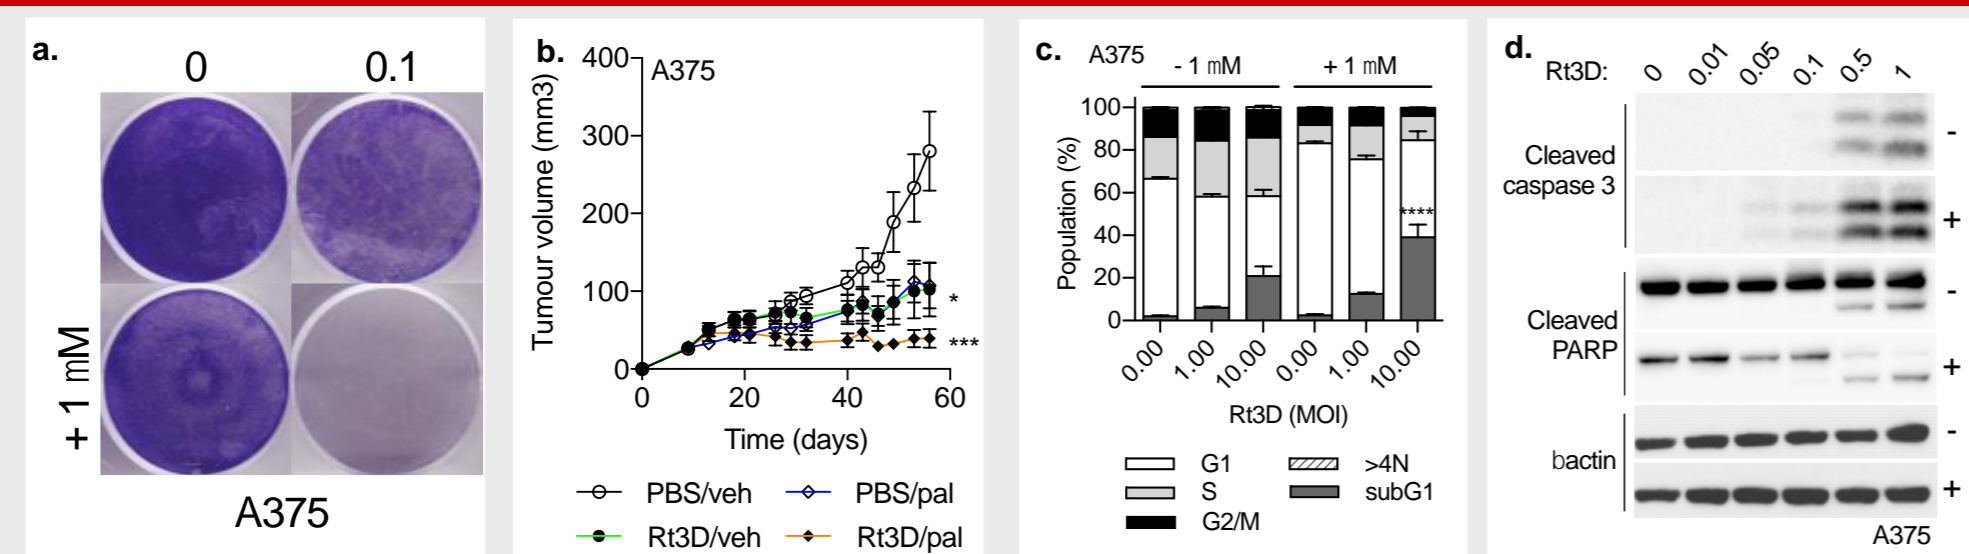 a.
0 0.1
+ 1 mM
A375
b.
A375
Tumour volume (mm3)
400
300
200
100
0
*
***
0 20 40 60
Time (days)
PBS/veh PBS/pal
Rt3D/veh Rt3D/pal
c.
A375
- 1 mM + 1 mM
Population (%)
100
80
60
40
20
0
****
0.00 1.00 10.00 0.00 1.00 10.00
Rt3D (MOI)
G1 >4N
S subG1
G2/M
d.
Rt3D: 0 0.01 0.05 0.1 0.5 1
Cleaved
caspase 3
-
+
Cleaved
PARP
-
+
bactin
-
+
A375